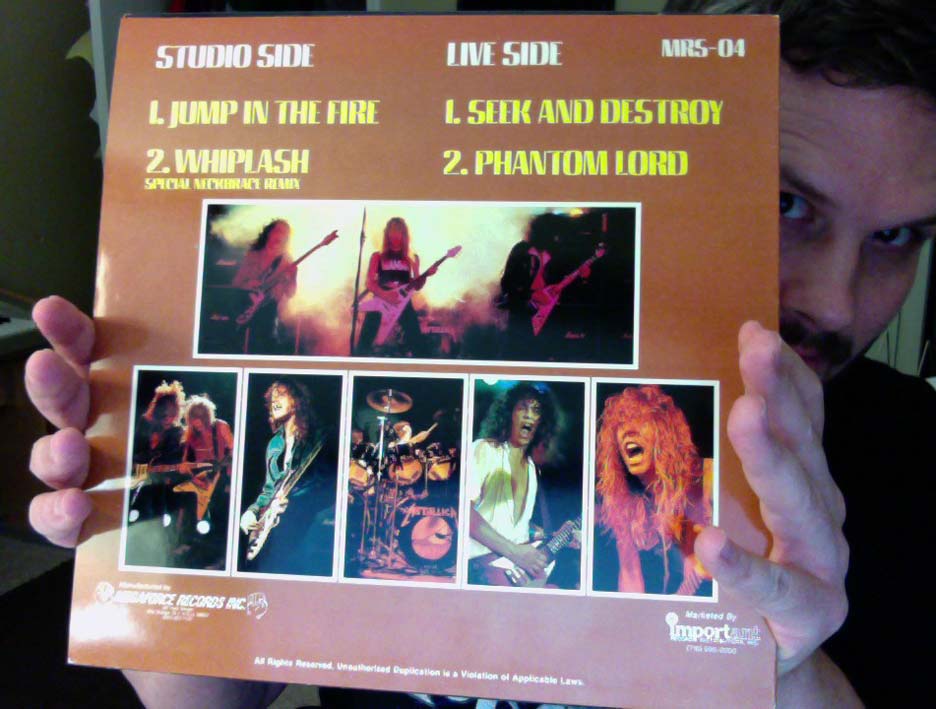 STUDIO SIDE
LIVE SIDE
MRS-04
1. JUMP IN THE FIRE
1. SEEK AND DESTROY
2. WHIPLASH
SPECIAL NECKBRACE REMIX
2. PHANTOM LORD
METALLICA
Manufactured by
MEGAFORCE RECORDS INC.
Marketed By
Important
All Rights Reserved. Unauthorized Duplication is a Violation of Applicable Laws.